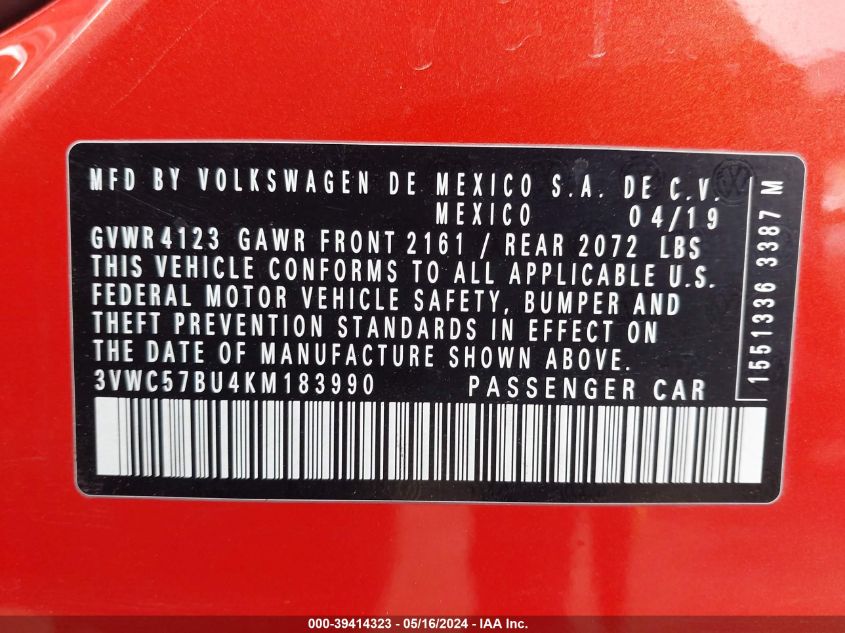 MFD BY VOLKSWAGEN DE MEXICO S.A. DE C.V.
MEXICO 04/19
GVWR 4123 GAWR FRONT 2161 / REAR 2072 LBS
THIS VEHICLE CONFORMS TO ALL APPLICABLE U.S.
FEDERAL MOTOR VEHICLE SAFETY, BUMPER AND
THEFT PREVENTION STANDARDS IN EFFECT ON
THE DATE OF MANUFACTURE SHOWN ABOVE.
3VWC57BU4KM183990 PASSENGER CAR
1551336 3387 M
000-39414323 - 05/16/2024 - IAA Inc.